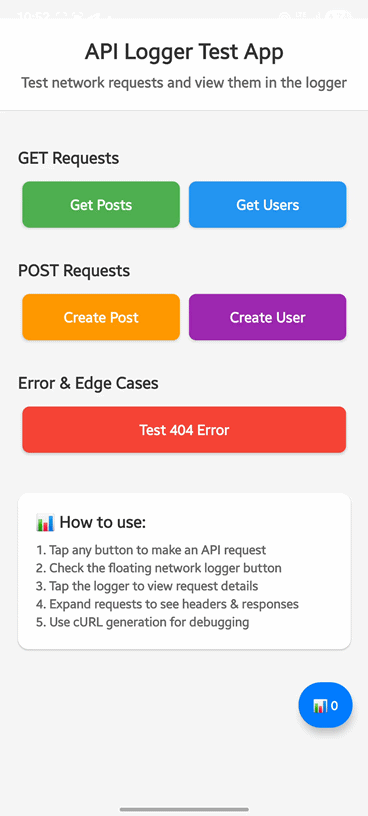 10:52
API Logger Test App
Test network requests and view them in the logger
GET Requests
Get Posts
Get Users
POST Requests
Create Post
Create User
Error & Edge Cases
Test 404 Error
📊 How to use:
1. Tap any button to make an API request
2. Check the floating network logger button
3. Tap the logger to view request details
4. Expand requests to see headers & responses
5. Use cURL generation for debugging
📊 0